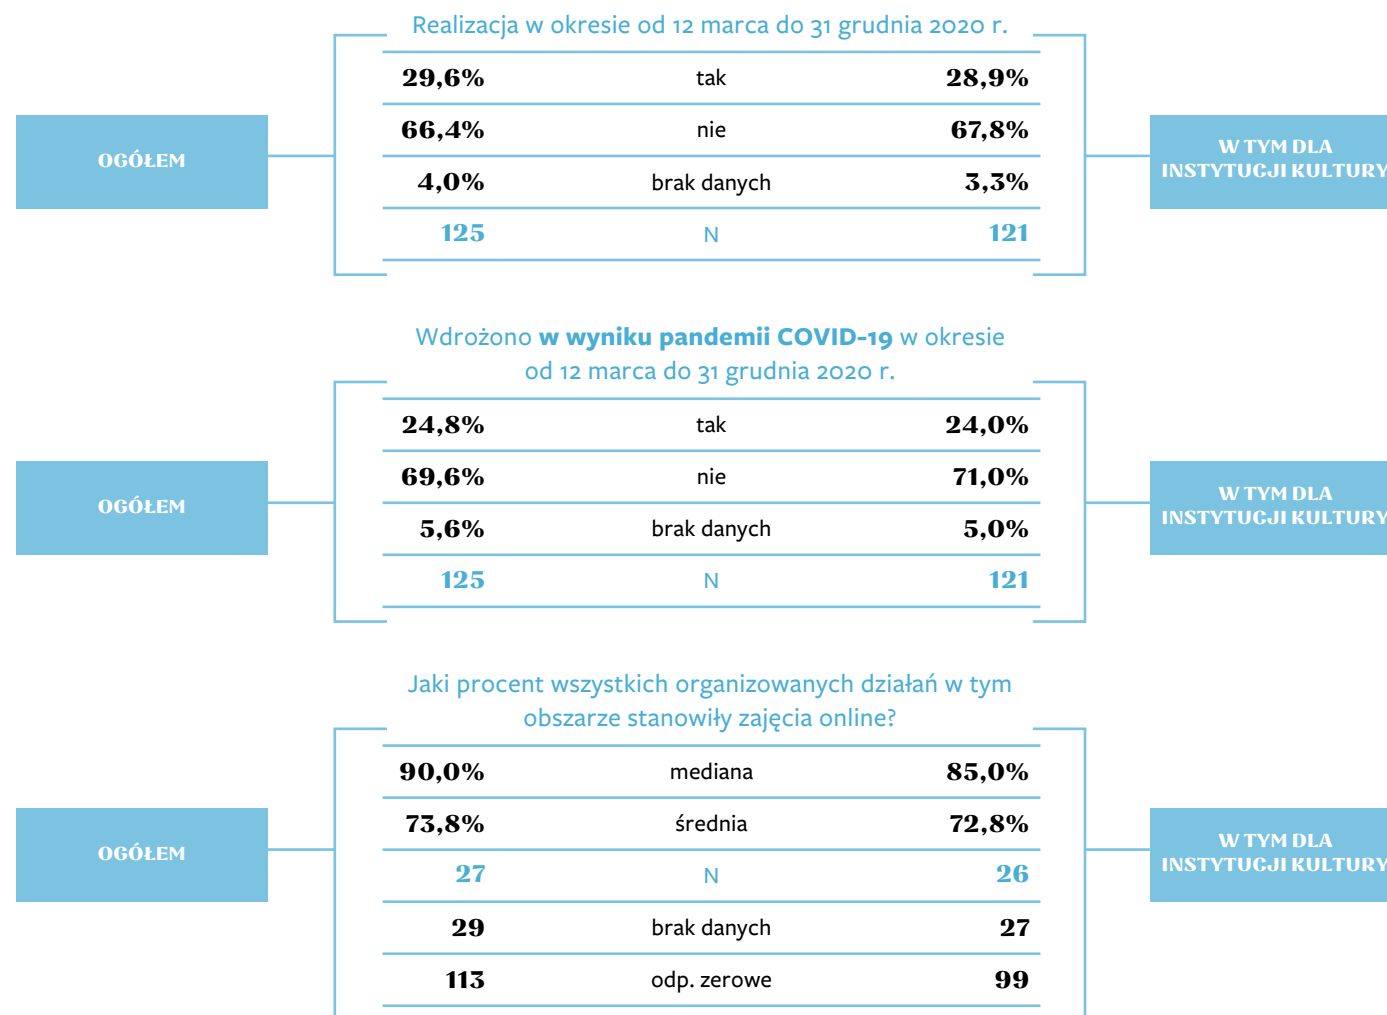 Realizacja w okresie od 12 marca do 31 grudnia 2020 r.
OGÓŁEM
29,6% tak 28,9%
66,4% nie 67,8%
4,0% brak danych 3,3%
125 N 121
W TYM DLA
INSTYTUCJI KULTURY
Wdrożono w wyniku pandemii COVID-19 w okresie
od 12 marca do 31 grudnia 2020 r.
OGÓŁEM
24,8% tak 24,0%
69,6% nie 71,0%
5,6% brak danych 5,0%
125 N 121
W TYM DLA
INSTYTUCJI KULTURY
Jaki procent wszystkich organizowanych działań w tym
obszarze stanowiły zajęcia online?
OGÓŁEM
90,0% mediana 85,0%
73,8% średnia 72,8%
27 N 26
29 brak danych 27
113 odp. zerowe 99
W TYM DLA
INSTYTUCJI KULTURY